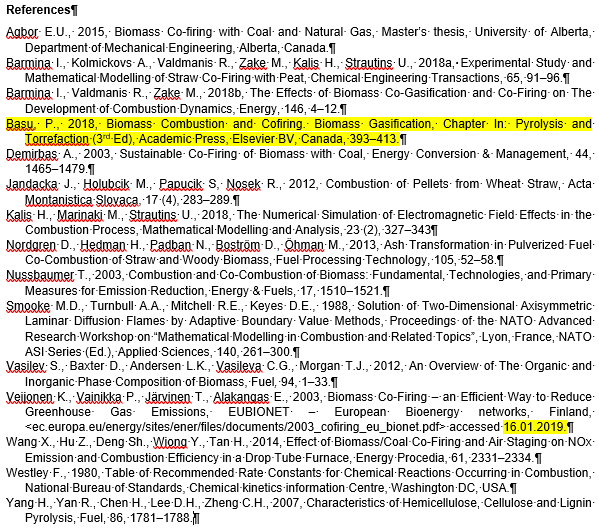 References¶
Agbor E.U., 2015, Biomass Co-firing with Coal and Natural Gas, Master's thesis, University of Alberta,
Department of Mechanical Engineering, Alberta, Canada.¶
Barmina I., Kolmickovs A., Valdmanis R., Zake M., Kalis H., Strautins U., 2018a, Experimental Study and
Mathematical Modelling of Straw Co-Firing with Peat, Chemical Engineering Transactions, 65, 91–96.¶
Barmina I., Valdmanis R., Zake M., 2018b, The Effects of Biomass Co-Gasification and Co-Firing on The
Development of Combustion Dynamics, Energy, 146, 4–12.¶
Basu, P., 2018, Biomass Combustion and Cofiring. Biomass Gasification, Chapter In: Pyrolysis and
Torrefaction (3rd Ed), Academic Press, Elsevier BV, Canada, 393–413.¶
Demirbas A., 2003, Sustainable Co-Firing of Biomass with Coal, Energy Conversion & Management, 44,
1465–1479.¶
Jandacka J., Holubcik M., Papucik S., Nosek R., 2012, Combustion of Pellets from Wheat Straw, Acta
Montanistica Slovaca, 17 (4), 283–289.¶
Kalis H., Marinaki M., Strautins U., 2018, The Numerical Simulation of Electromagnetic Field Effects in the
Combustion Process, Mathematical Modelling and Analysis, 23 (2), 327–343¶
Nordgren D., Hedman H., Padban N., Boström D., Öhman M., 2013, Ash Transformation in Pulverized Fuel
Co-Combustion of Straw and Woody Biomass, Fuel Processing Technology, 105, 52–58.¶
Nussbaumer T., 2003, Combustion and Co-Combustion of Biomass: Fundamental, Technologies, and Primary
Measures for Emission Reduction, Energy & Fuels, 17, 1510–1521.¶
Smooke M.D., Turnbull A.A., Mitchell R.E., Keyes D.E., 1988, Solution of Two-Dimensional Axisymmetric
Laminar Diffusion Flames by Adaptive Boundary Value Methods, Proceedings of the NATO Advanced
Research Workshop on "Mathematical Modelling in Combustion and Related Topics", Lyon, France, NATO
ASI Series (Ed.), Applied Sciences, 140, 261–300.¶
Vasilev S., Baxter D., Andersen L.K., Vasileva C.G., Morgan T.J., 2012, An Overview of The Organic and
Inorganic Phase Composition of Biomass, Fuel, 94, 1–33.¶
Veijonen K., Vainikka P., Järvinen T., Alakangas E., 2003, Biomass Co-Firing – an Efficient Way to Reduce
Greenhouse Gas Emissions, EUBIONET – European Bioenergy networks, Finland,
<ec.europa.eu/energy/sites/ener/files/documents/2003_cofiring_eu_bionet.pdf> accessed 16.01.2019.¶
Wang X., Hu Z., Deng Sh., Wiong Y., Tan H., 2014, Effect of Biomass/Coal Co-Firing and Air Staging on NOx
Emission and Combustion Efficiency in a Drop Tube Furnace, Energy Procedia, 61, 2331–2334.¶
Westley F., 1980, Table of Recommended Rate Constants for Chemical Reactions Occurring in Combustion,
National Bureau of Standards, Chemical kinetics information Centre, Washington DC, USA.¶
Yang H., Yan R., Chen H., Lee D.H., Zheng C.H., 2007, Characteristics of Hemicellulose, Cellulose and Lignin
Pyrolysis, Fuel, 86, 1781–1788.¶